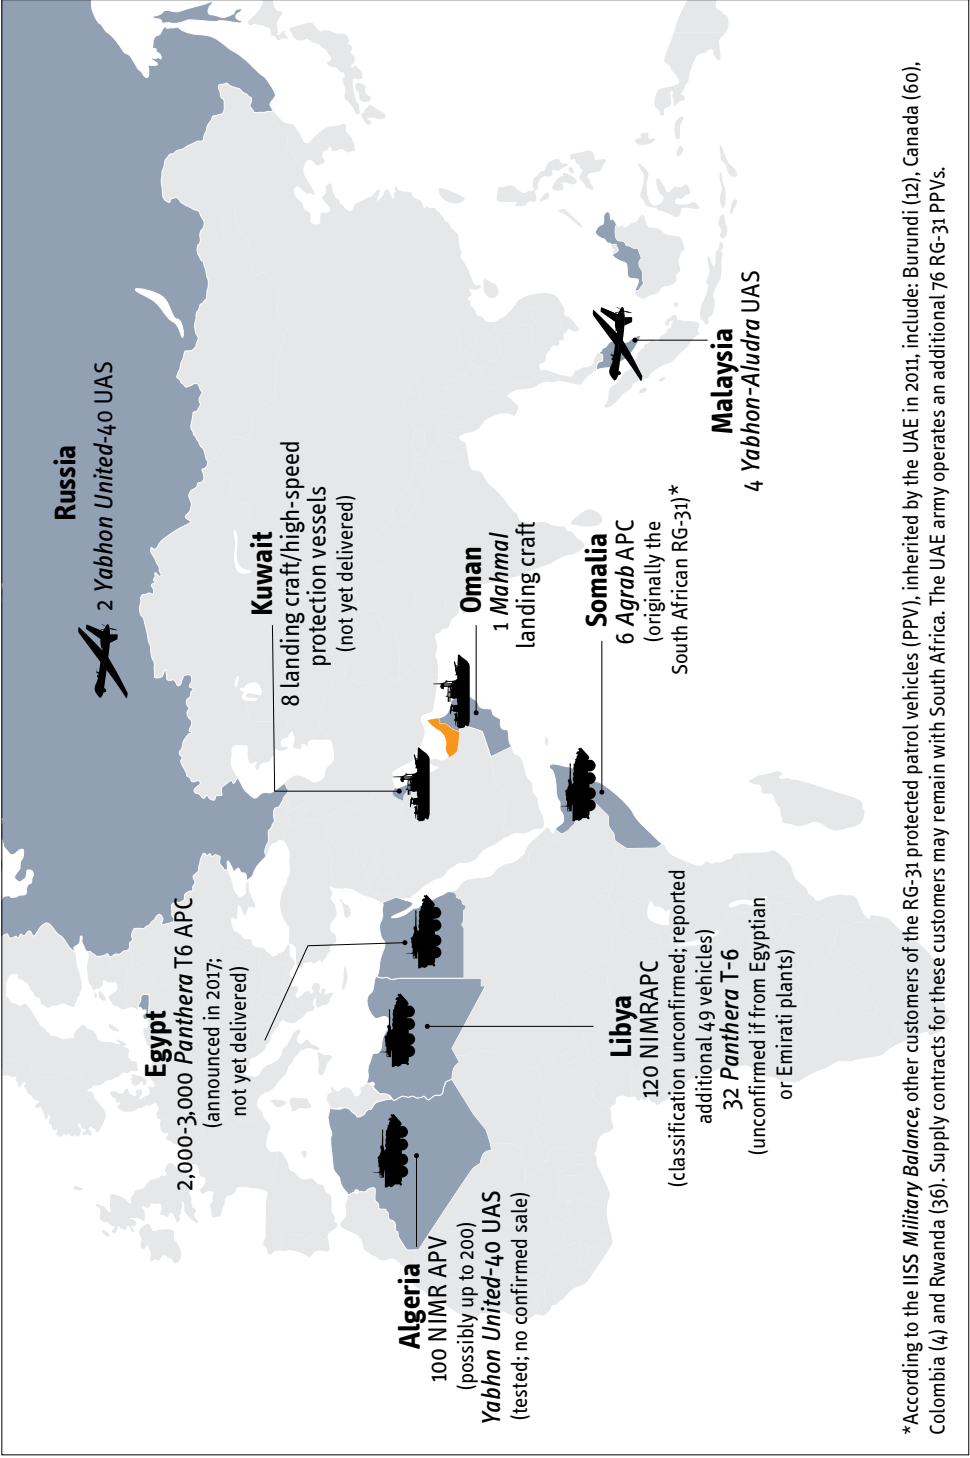 Russia
2 Yabhon United-40 UAS
Kuwait
8 landing craft/high-speed
protection vessels
(not yet delivered)
Egypt
2,000-3,000 Panthera T6 APC
(announced in 2017;
not yet delivered)
Oman
1 Mahmal
landing craft
Algeria
100 NIMR APV
(possibly up to 200)
Yabhon United-40 UAS
(tested; no confirmed sale)
Libya
120 NIMRAPC
(classification unconfirmed; reported
additional 49 vehicles)
32 Panthera T-6
(unconfirmed if from Egyptian
or Emirati plants)
Somalia
6 Agrab APC
(originally the
South African RG-31)*
Malaysia
4 Yabhon-Aludra UAS
*According to the IISS Military Balance, other customers of the RG-31 protected patrol vehicles (PPV), inherited by the UAE in 2011, include: Burundi (12), Canada (60),
Colombia (4) and Rwanda (36). Supply contracts for these customers may remain with South Africa. The UAE army operates an additional 76 RG-31 PPVs.